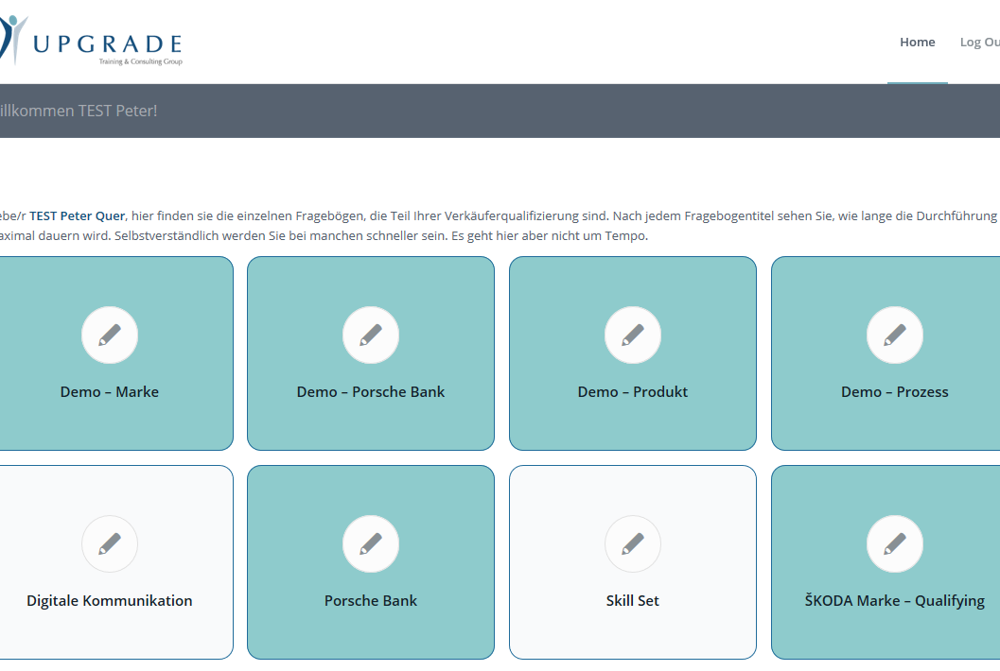 UPGRADE
Training & Consulting Group
Home Log Ou
illkommen TEST Peter!
ebe/r TEST Peter Quer, hier finden sie die einzelnen Fragebögen, die Teil Ihrer Verkäuferqualifizierung sind. Nach jedem Fragebogentitel sehen Sie, wie lange die Durchführung
aximal dauern wird. Selbstverständlich werden Sie bei manchen schneller sein. Es geht hier aber nicht um Tempo.
Demo – Marke
Demo – Porsche Bank
Demo – Produkt
Demo – Prozess
Digitale Kommunikation
Porsche Bank
Skill Set
ŠKODA Marke – Qualifying